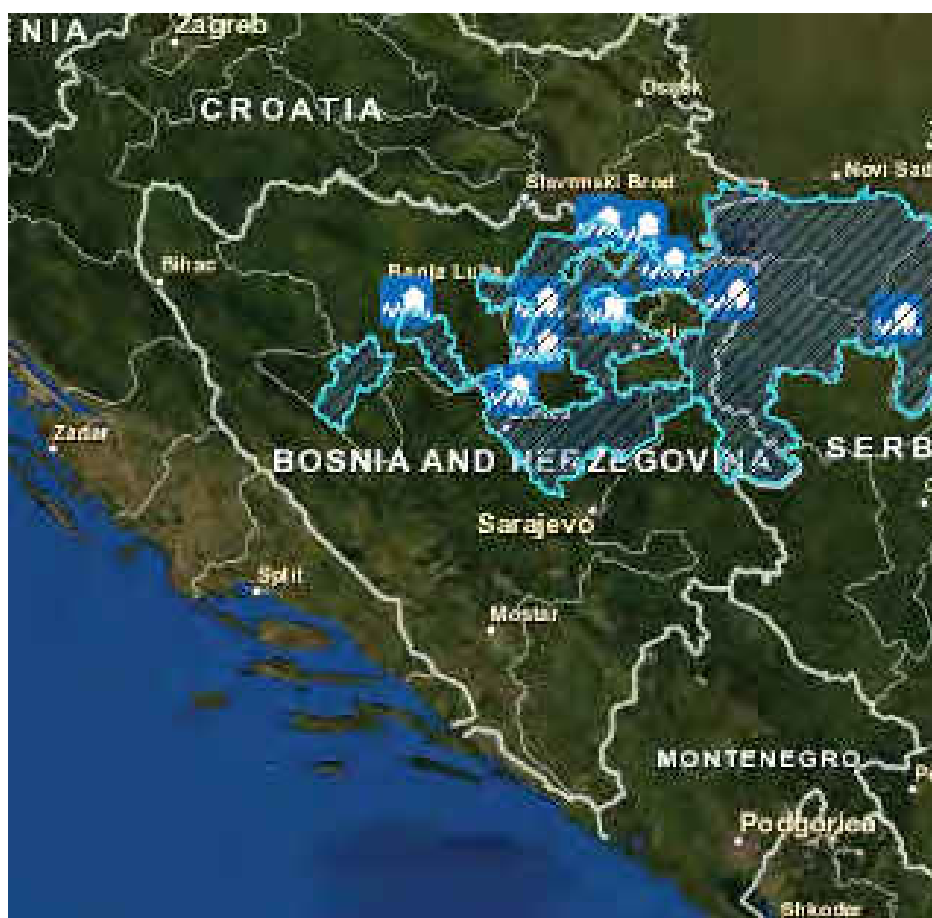 ENIA
Zagreb
CROATIA
Osijek
Novi Sad
Slavonski Brod
Bihac
Banja Luka
Zadar
BOSNIA AND HERZEGOVINA
SERB
Sarajevo
Split
Mostar
MONTENEGRO
Podgorica
Shkoder